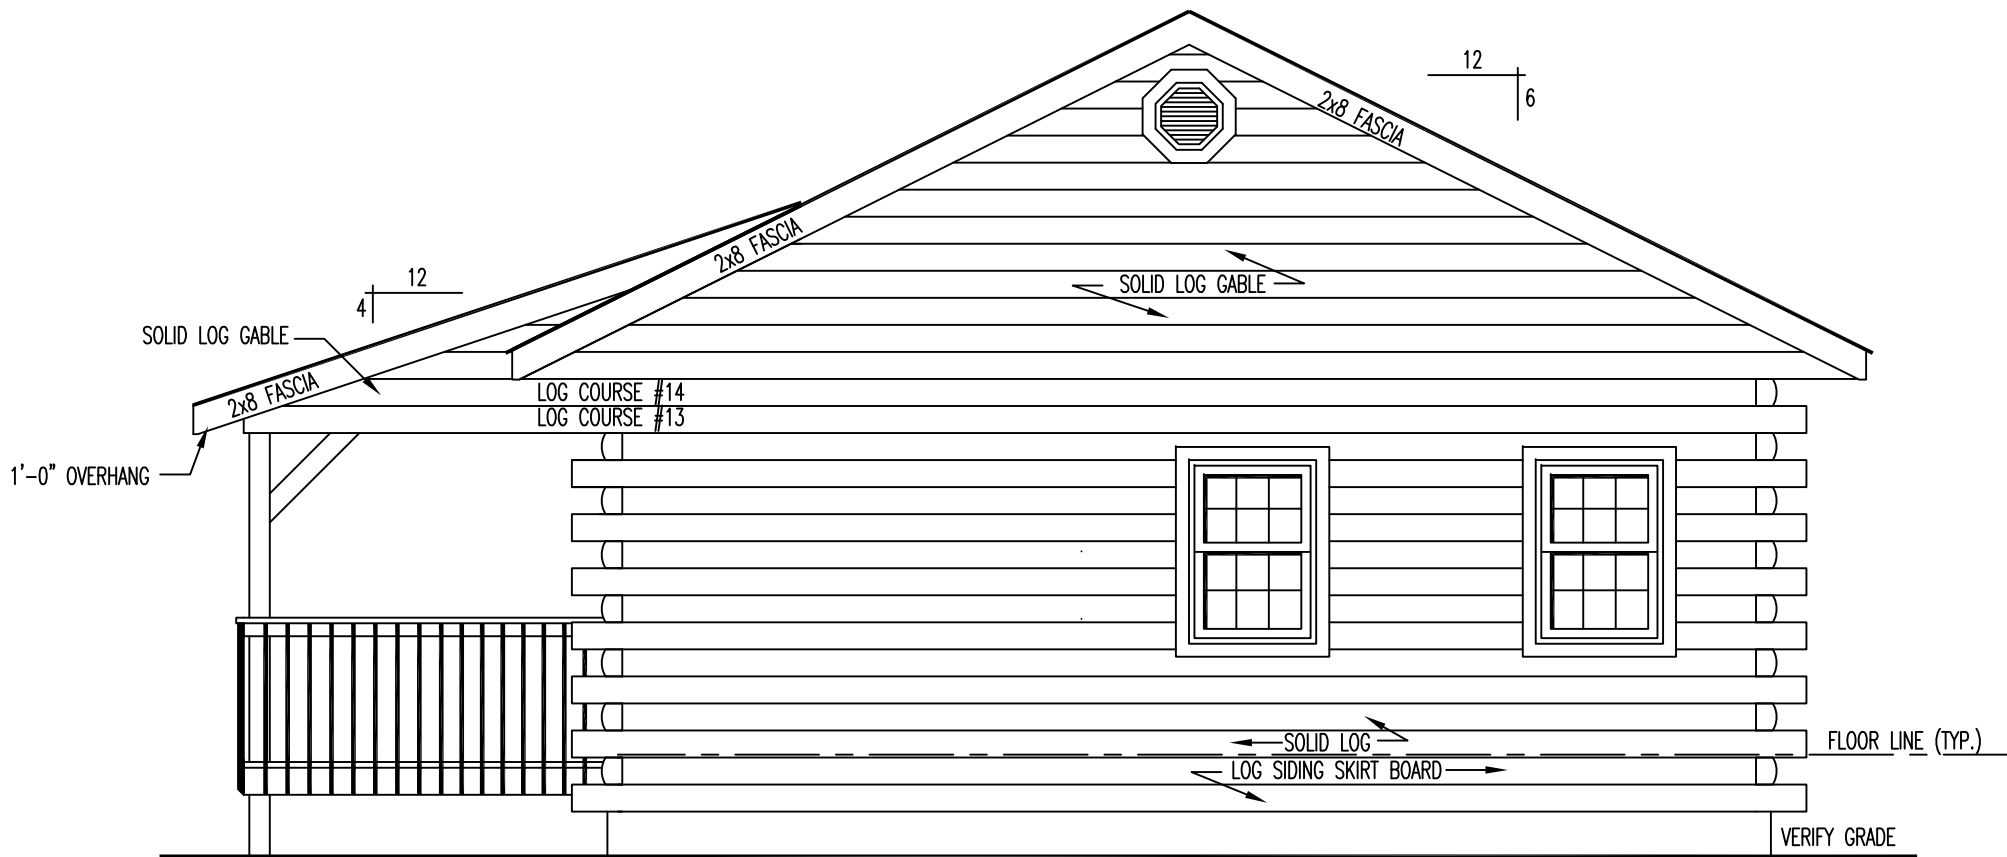 12
6
2x8 FASCIA
2x8 FASCIA
12
4
SOLID LOG GABLE
SOLID LOG GABLE
2x8 FASCIA
LOG COURSE #14
LOG COURSE #13
1'-0" OVERHANG
SOLID LOG
FLOOR LINE (TYP.)
LOG SIDING SKIRT BOARD
VERIFY GRADE